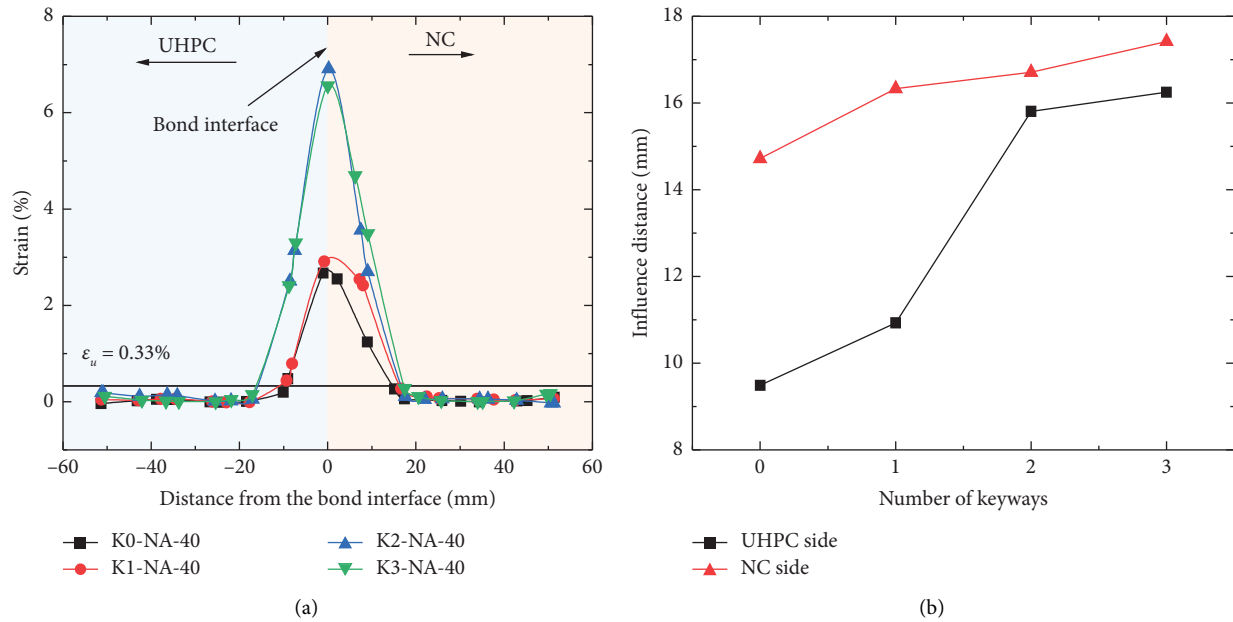 8
UHPC
NC
6
Bond interface
4
2
εu = 0.33%
0
Strain (%)
−60
−40
−20
0
20
40
60
Distance from the bond interface (mm)
K0-NA-40
K2-NA-40
K1-NA-40
K3-NA-40
(a)
18
16
14
12
10
8
Influence distance (mm)
0
1
2
3
Number of keyways
UHPC side
NC side
(b)